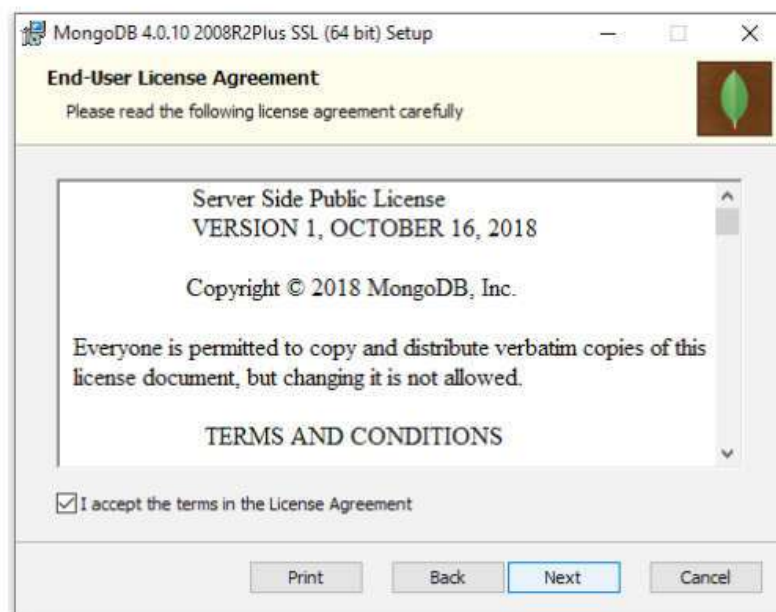 MongoDB 4.0.10 2008R2Plus SSL (64 bit) Setup
End-User License Agreement
Please read the following license agreement carefully
Server Side Public License
VERSION 1, OCTOBER 16, 2018
Copyright © 2018 MongoDB, Inc.
Everyone is permitted to copy and distribute verbatim copies of this
license document, but changing it is not allowed.
TERMS AND CONDITIONS
I accept the terms in the License Agreement
Print Back Next Cancel